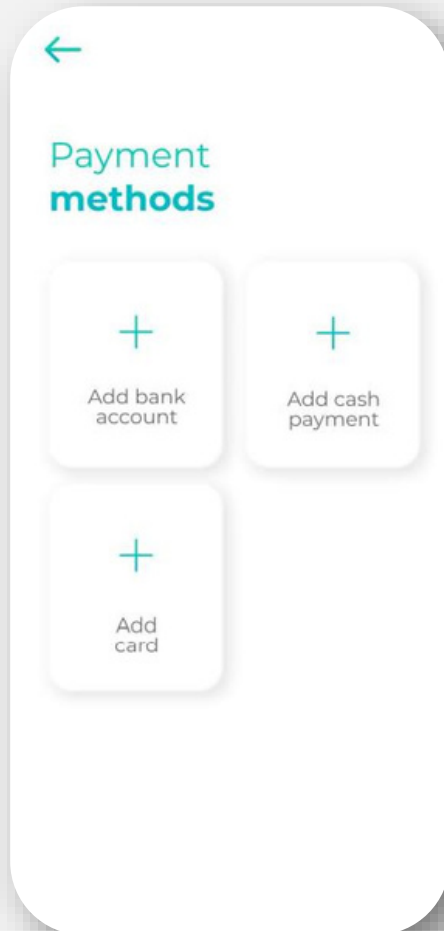 Payment
methods
Add bank
account
Add cash
payment
Add
card